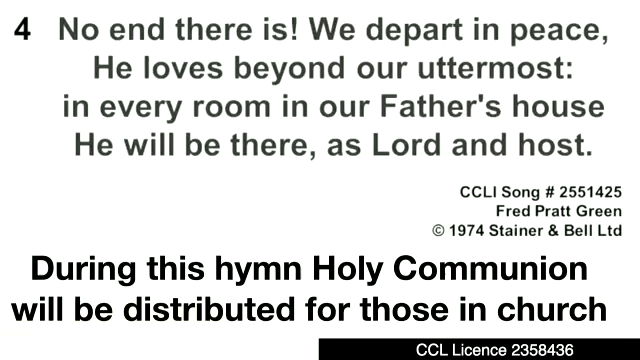 4 No end there is! We depart in peace,
He loves beyond our uttermost:
in every room in our Father's house
He will be there, as Lord and host.
CCLI Song # 2551425
Fred Pratt Green
© 1974 Stainer & Bell Ltd
During this hymn Holy Communion
will be distributed for those in church
CCL Licence 2358436